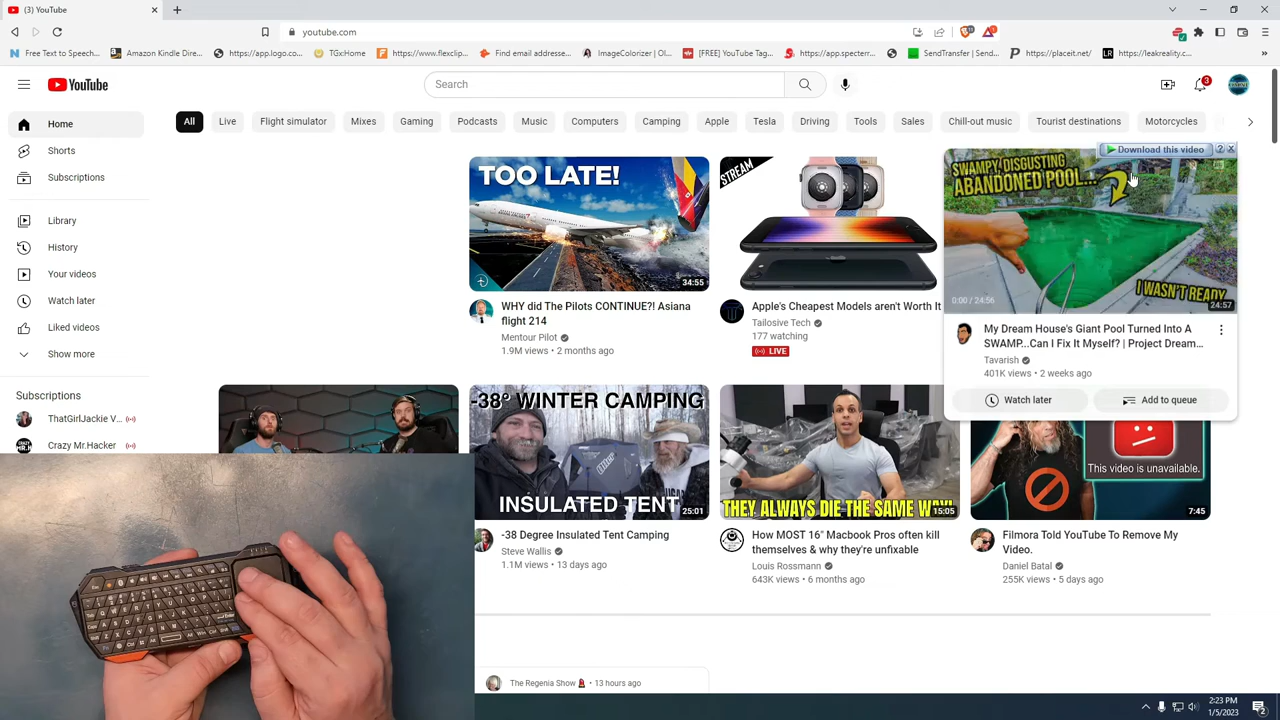 (3) YouTube
youtube.com
Free Text to Speech...
Amazon Kindle Dire...
https://app.logo.co...
TGx:Home
https://www.flexclip...
Find email addresse...
ImageColorizer | Ol...
[FREE] YouTube Tag...
https://app.specterr...
SendTransfer | Send...
https://placeit.net/
https://leakreality.c...
YouTube
Search
3
All
Live
Flight simulator
Mixes
Gaming
Podcasts
Music
Computers
Camping
Apple
Tesla
Driving
Tools
Sales
Chill-out music
Tourist destinations
Motorcycles
Home
Shorts
Subscriptions
Library
History
Your videos
Watch later
Liked videos
Show more
Subscriptions
ThatGirlJackie V...
Crazy Mr.Hacker
TOO LATE!
34:55
WHY did The Pilots CONTINUE?! Asiana
flight 214
Mentour Pilot
1.9M views • 2 months ago
STREAM
Apple's Cheapest Models aren't Worth It
Tailosive Tech
177 watching
LIVE
Download this video
SWAMPY, DISGUSTING
ABANDONED POOL...
I WASN'T READY
0:00 / 24:56
24:57
My Dream House's Giant Pool Turned Into A
SWAMP...Can I Fix It Myself? | Project Dream...
Tavarish
401K views • 2 weeks ago
Watch later
Add to queue
-38° WINTER CAMPING
INSULATED TENT
25:01
-38 Degree Insulated Tent Camping
Steve Wallis
1.1M views • 13 days ago
THEY ALWAYS DIE THE SAME WAY!
15:05
How MOST 16" Macbook Pros often kill
themselves & why they're unfixable
Louis Rossmann
643K views • 6 months ago
This video is unavailable.
7:45
Filmora Told YouTube To Remove My
Video.
Daniel Batal
255K views • 5 days ago
The Regenia Show 🚨 • 13 hours ago
2:23 PM
1/5/2023
2